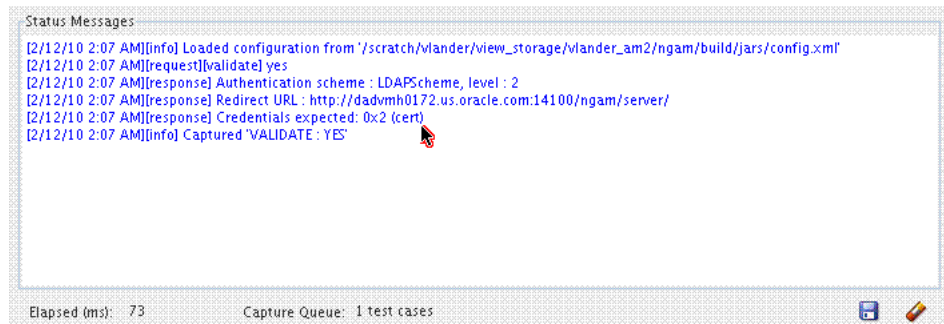 Status Messages
[2/12/10 2:07 AM][info] Loaded configuration from '/scratch/vlander/view_storage/vlander_am2/ngam/build/jars/config.xml'
[2/12/10 2:07 AM][request][validate] yes
[2/12/10 2:07 AM][response] Authentication scheme : LDAPScheme, level : 2
[2/12/10 2:07 AM][response] Redirect URL : http://dadvmh0172.us.oracle.com:14100/ngam/server/
[2/12/10 2:07 AM][response] Credentials expected: 0x2 (cert)
[2/12/10 2:07 AM][info] Captured 'VALIDATE : YES'
Elapsed (ms): 73 Capture Queue: 1 test cases